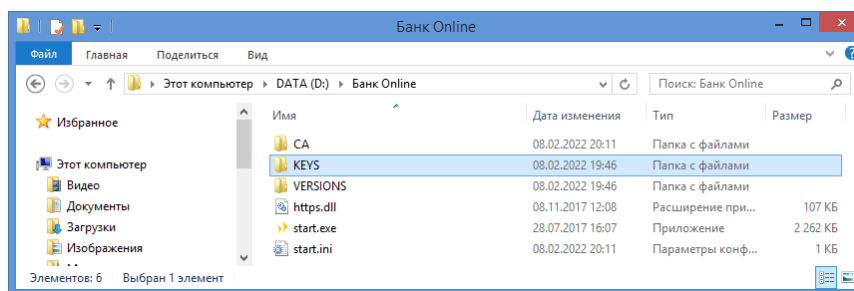 Банк Online
Файл Главная Поделиться Вид
Этот компьютер DATA (D:) Банк Online Поиск: Банк Online
Имя Дата изменения Тип Размер
Избранное
CA 08.02.2022 20:11 Папка с файлами
Этот компьютер KEYS 08.02.2022 19:46 Папка с файлами
Видео VERSIONS 08.02.2022 19:46 Папка с файлами
Документы https.dll 08.11.2017 12:08 Расширение при... 107 КБ
Загрузки start.exe 28.07.2017 16:07 Приложение 2 262 КБ
Изображения start.ini 08.02.2022 20:11 Параметры конф... 1 КБ
Элементов: 6 Выбран 1 элемент